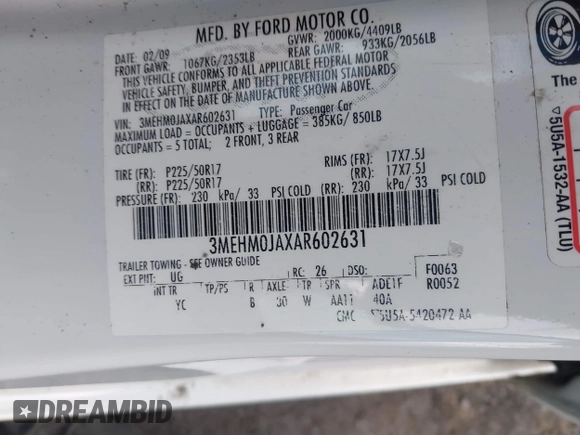 MFD. BY FORD MOTOR CO.
DATE: 02/09 GVWR: 2000KG/4409LB
FRONT GAWR: 1067KG/2353LB REAR GAWR: 933KG/2056LB
THIS VEHICLE CONFORMS TO ALL APPLICABLE FEDERAL MOTOR
VEHICLE SAFETY, BUMPER, AND THEFT PREVENTION STANDARDS
IN EFFECT ON THE DATE OF MANUFACTURE SHOWN ABOVE.
VIN: 3MEHM0JAXAR602631 TYPE: Passenger Car
MAXIMUM LOAD = OCCUPANTS + LUGGAGE = 385KG/ 850LB
OCCUPANTS = 5 TOTAL; 2 FRONT, 3 REAR
TIRE (FR): P225/50R17 RIMS (FR): 17X7.5J
(RR): P225/50R17 (RR): 17X7.5J
PRESSURE (FR): 230 kPa/ 33 PSI COLD (RR): 230 kPa/ 33 PSI COLD
3MEHM0JAXAR602631
TRAILER TOWING - SEE OWNER GUIDE
EXT PNT: UG RC: 26 DSO: F0063
R0052
INT TR TP/PS R AXLE TR SPR
YC B W AA11 40A
5U5A-5420472 AA
The
▽5U5A-1532-AA (TLU)
AUTODREAMBID